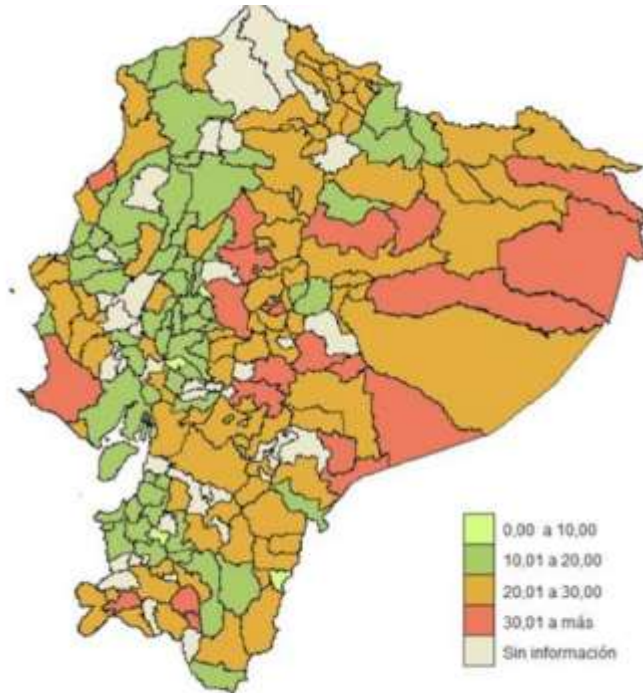 0,00 a 10,00
10,01 a 20,00
20,01 a 30,00
30,01 a más
Sin información